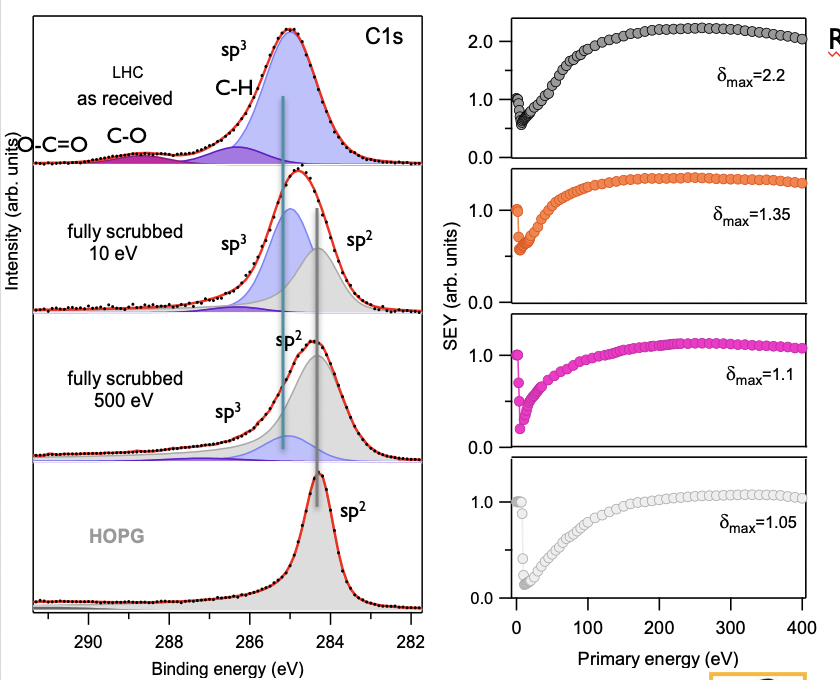 C1s
sp³
LHC
as received
C-H
O-C=O
C-O
Intensity (arb. units)
fully scrubbed
10 eV
sp³
sp²
sp²
fully scrubbed
500 eV
sp³
HOPG
sp²
290
288
286
284
282
Binding energy (eV)
R
SEY (arb. units)
2.0
1.0
0.0
δmax=2.2
1.0
0.0
δmax=1.35
1.0
0.0
δmax=1.1
1.0
0.0
δmax=1.05
0
100
200
300
400
Primary energy (eV)